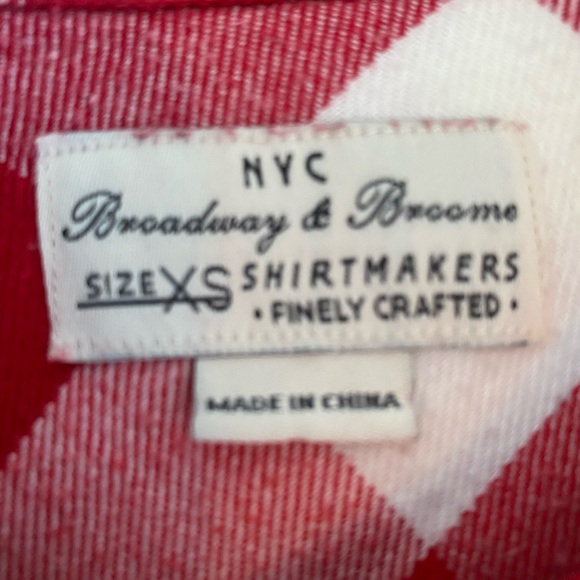 NYC
Broadway & Broome
SIZE XS SHIRTMAKERS
• FINELY CRAFTED •
MADE IN CHINA